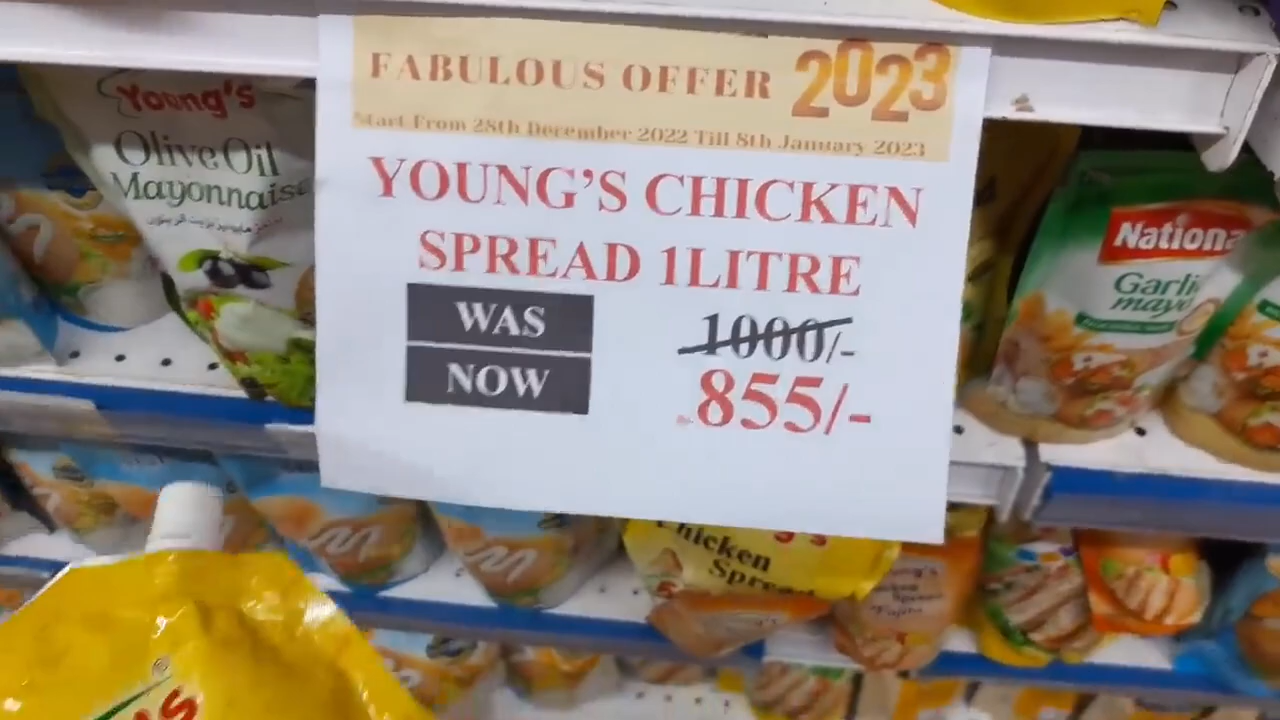 FABULOUS OFFER 2023
Start From 28th December 2022 Till 8th January 2023
YOUNG'S CHICKEN
SPREAD 1LITRE
WAS 1000/-
NOW 855/-
Young's
Olive Oil
Mayonnaise
National
Garlic
mayo
Chicken
Spread